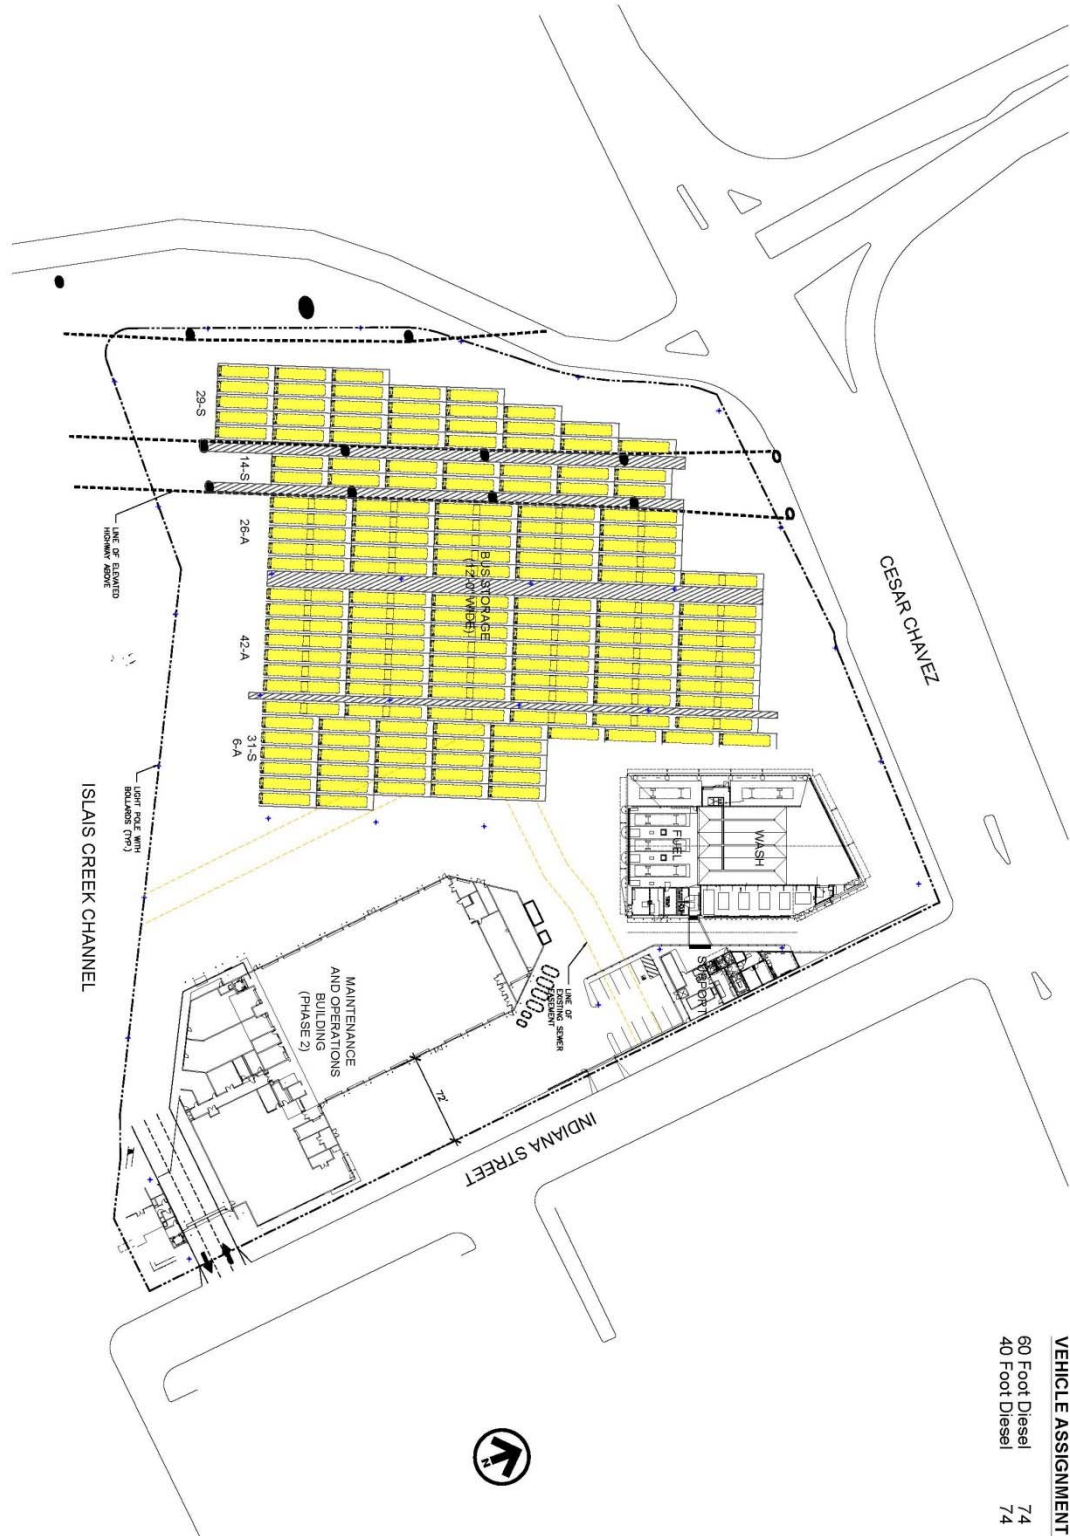 CESAR CHAVEZ
29-S
14-S
26-A
42-A
31-S
6-A
BUS STORAGE
(12'-0" WIDE)
LINE OF ELEVATED
HIGHWAY ABOVE
LIGHT POLE WITH
BOLLARDS (TYP.)
ISLAIS CREEK CHANNEL
WASH
FUEL
SUPPORT
LINE OF
EXISTING SEWER
EASEMENT
MAINTENANCE
AND OPERATIONS
BUILDING
(PHASE 2)
72'
INDIANA STREET
N
VEHICLE ASSIGNMENT
60 Foot Diesel 74
40 Foot Diesel 74